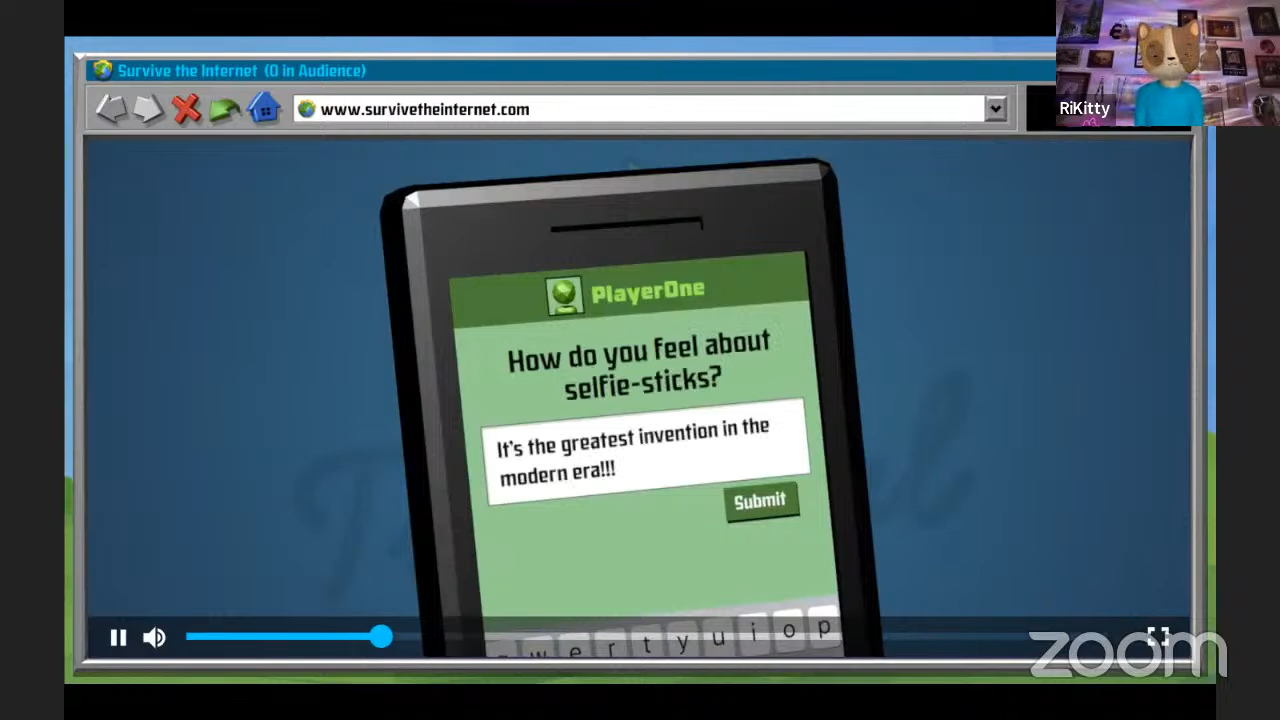 Survive the Internet (0 in Audience)
www.survivetheinternet.com
RiKitty
PlayerOne
How do you feel about
selfie-sticks?
It's the greatest invention in the
modern era!!!
Submit
w e r t y u i o p
zoom